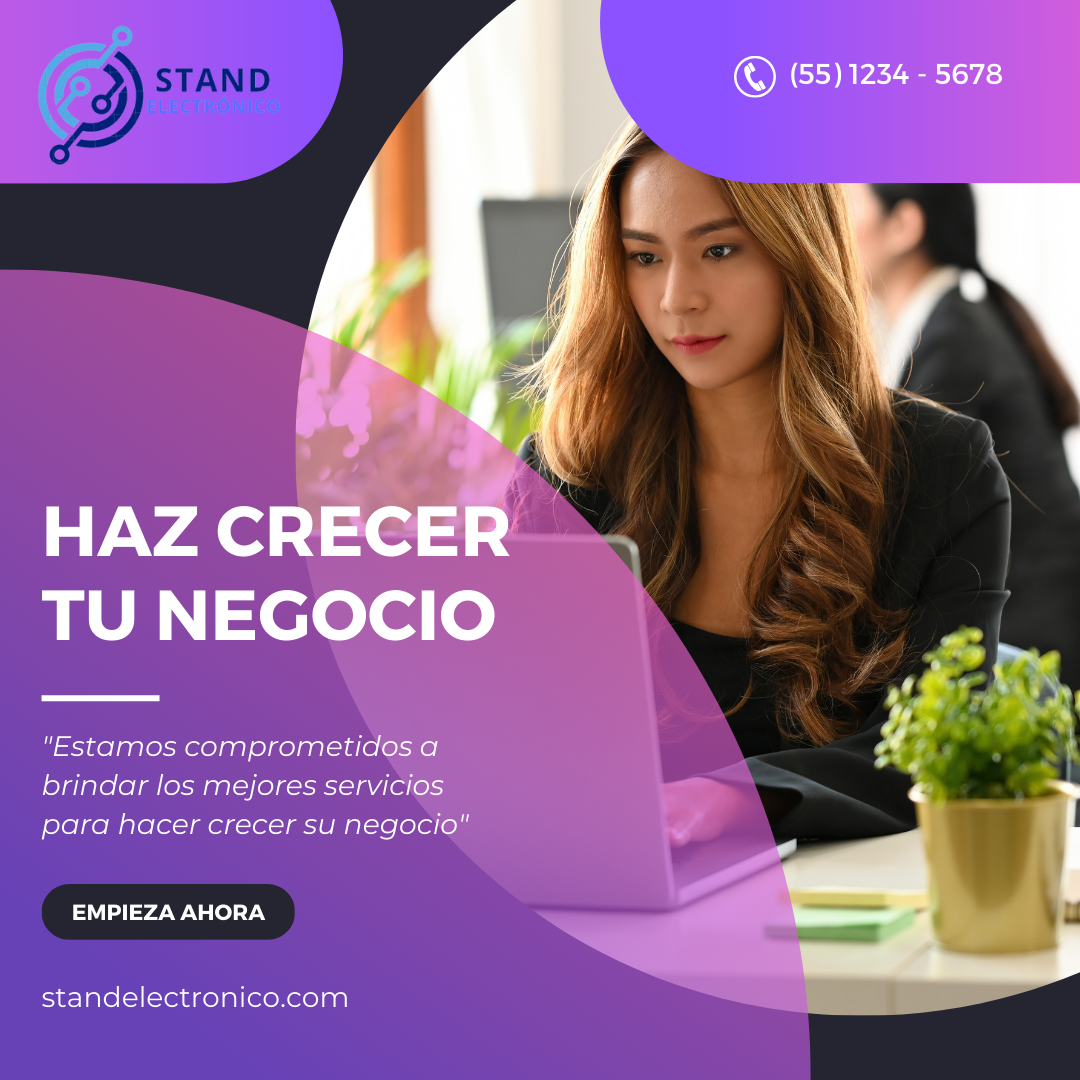 STAND
ELECTRÓNICO
(55) 1234 - 5678
HAZ CRECER
TU NEGOCIO
"Estamos comprometidos a
brindar los mejores servicios
para hacer crecer su negocio"
EMPIEZA AHORA
standelectronico.com